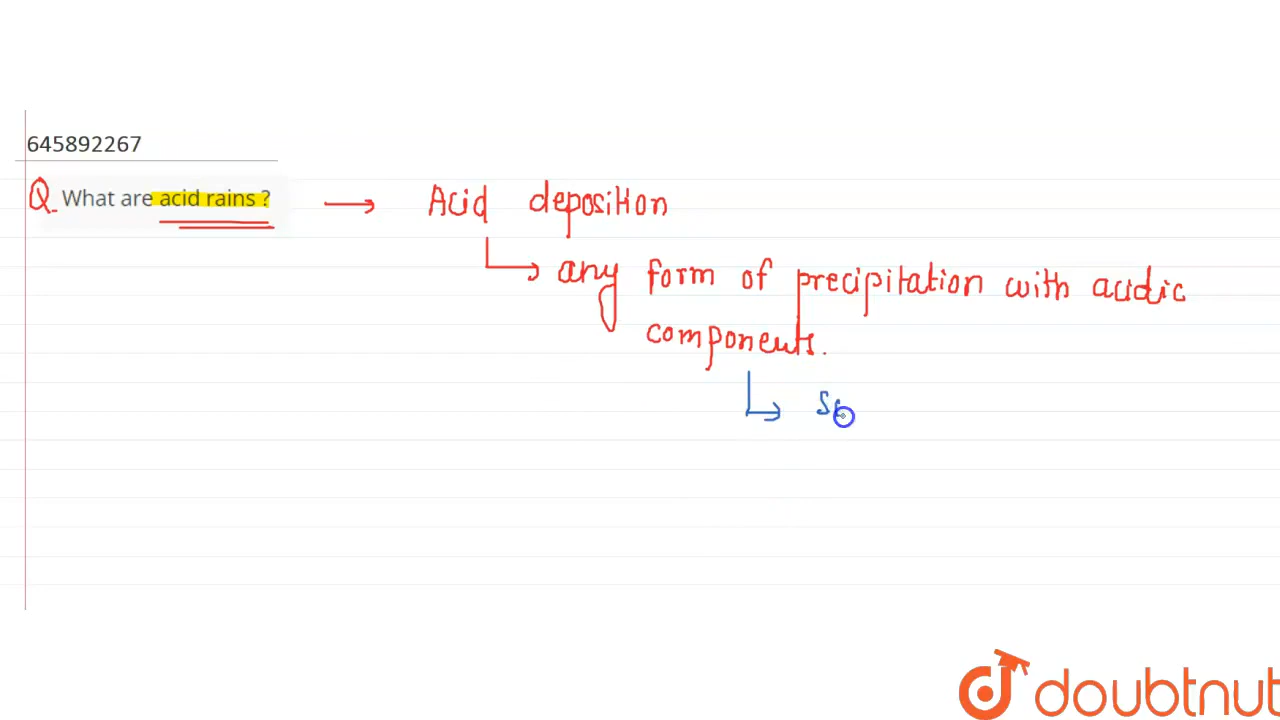 645892267
Q. What are acid rains ? → Acid deposition
any form of precipitation with acidic
components.
doubtnut